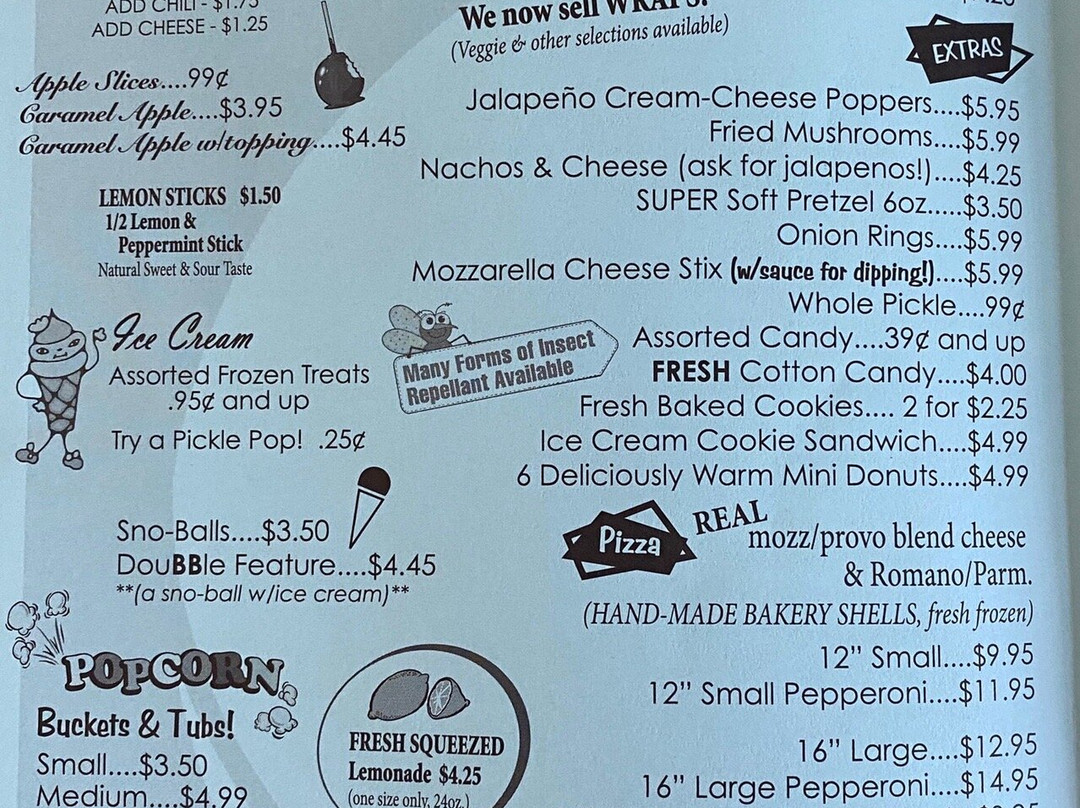 ADD CHILI - $1.75
ADD CHEESE - $1.25
Apple Slices....99¢
Caramel Apple....$3.95
Caramel Apple w/topping....$4.45
LEMON STICKS $1.50
1/2 Lemon &
Peppermint Stick
Natural Sweet & Sour Taste
Ice Cream
Assorted Frozen Treats
.95¢ and up
Try a Pickle Pop! .25¢
Sno-Balls....$3.50
DouBBle Feature....$4.45
**(a sno-ball w/ice cream)**
POPCORN
Buckets & Tubs!
Small....$3.50
Medium....$4.99
FRESH SQUEEZED
Lemonade $4.25
(one size only, 24oz.)
Many Forms of Insect
Repellant Available
We now sell WRAPS!
(Veggie & other selections available)
EXTRAS
Jalapeño Cream-Cheese Poppers....$5.95
Fried Mushrooms....$5.99
Nachos & Cheese (ask for jalapenos!)....$4.25
SUPER Soft Pretzel 6oz.....$3.50
Onion Rings....$5.99
Mozzarella Cheese Stix (w/sauce for dipping!)....$5.99
Whole Pickle....99¢
Assorted Candy....39¢ and up
FRESH Cotton Candy....$4.00
Fresh Baked Cookies.... 2 for $2.25
Ice Cream Cookie Sandwich....$4.99
6 Deliciously Warm Mini Donuts....$4.99
Pizza
REAL
mozz/provo blend cheese
& Romano/Parm.
(HAND-MADE BAKERY SHELLS, fresh frozen)
12” Small....$9.95
12” Small Pepperoni....$11.95
16” Large....$12.95
16” Large Pepperoni....$14.95